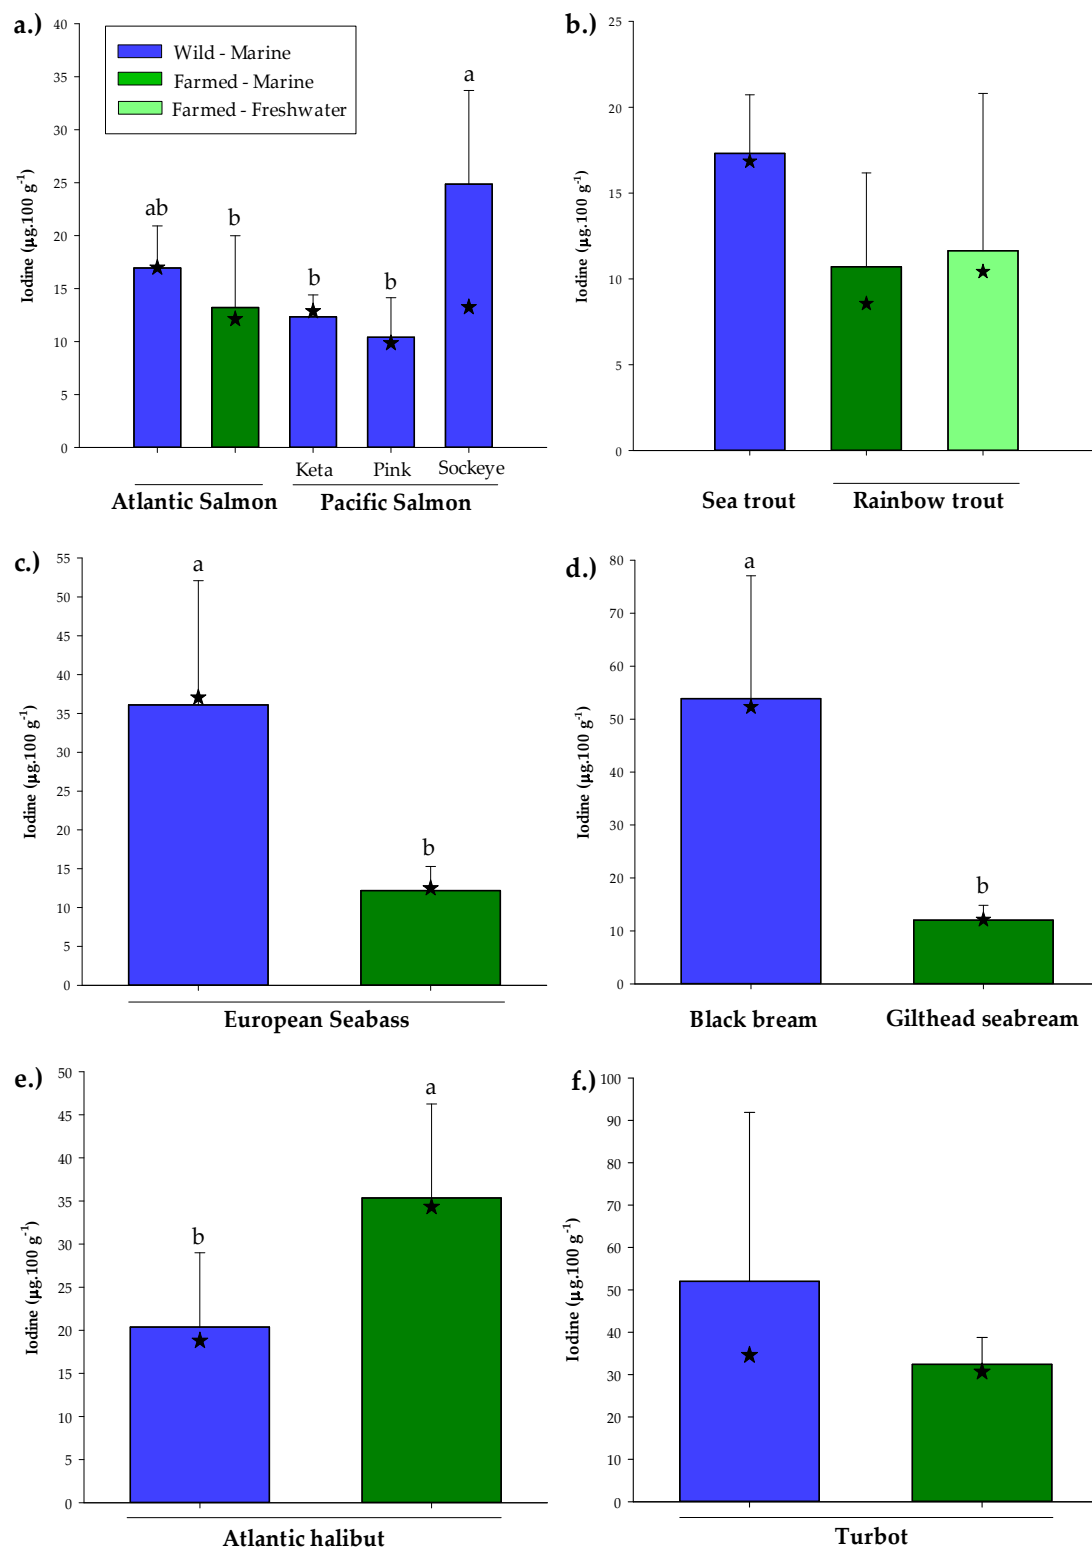 a.)
Wild - Marine
Farmed - Marine
Farmed - Freshwater
40
35
30
25
20
15
10
5
0
Iodine (µg.100 g-1)
ab
b
b
b
a
Keta
Pink
Sockeye
Atlantic Salmon
Pacific Salmon
b.)
25
20
15
10
5
0
Iodine (µg.100 g-1)
Sea trout
Rainbow trout
c.)
55
50
45
40
35
30
25
20
15
10
5
0
Iodine (µg.100 g-1)
a
b
European Seabass
d.)
80
70
60
50
40
30
20
10
0
Iodine (µg.100 g-1)
a
b
Black bream
Gilthead seabream
e.)
50
45
40
35
30
25
20
15
10
5
0
Iodine (µg.100 g-1)
b
a
Atlantic halibut
f.)
100
90
80
70
60
50
40
30
20
10
0
Iodine (µg.100 g-1)
Turbot